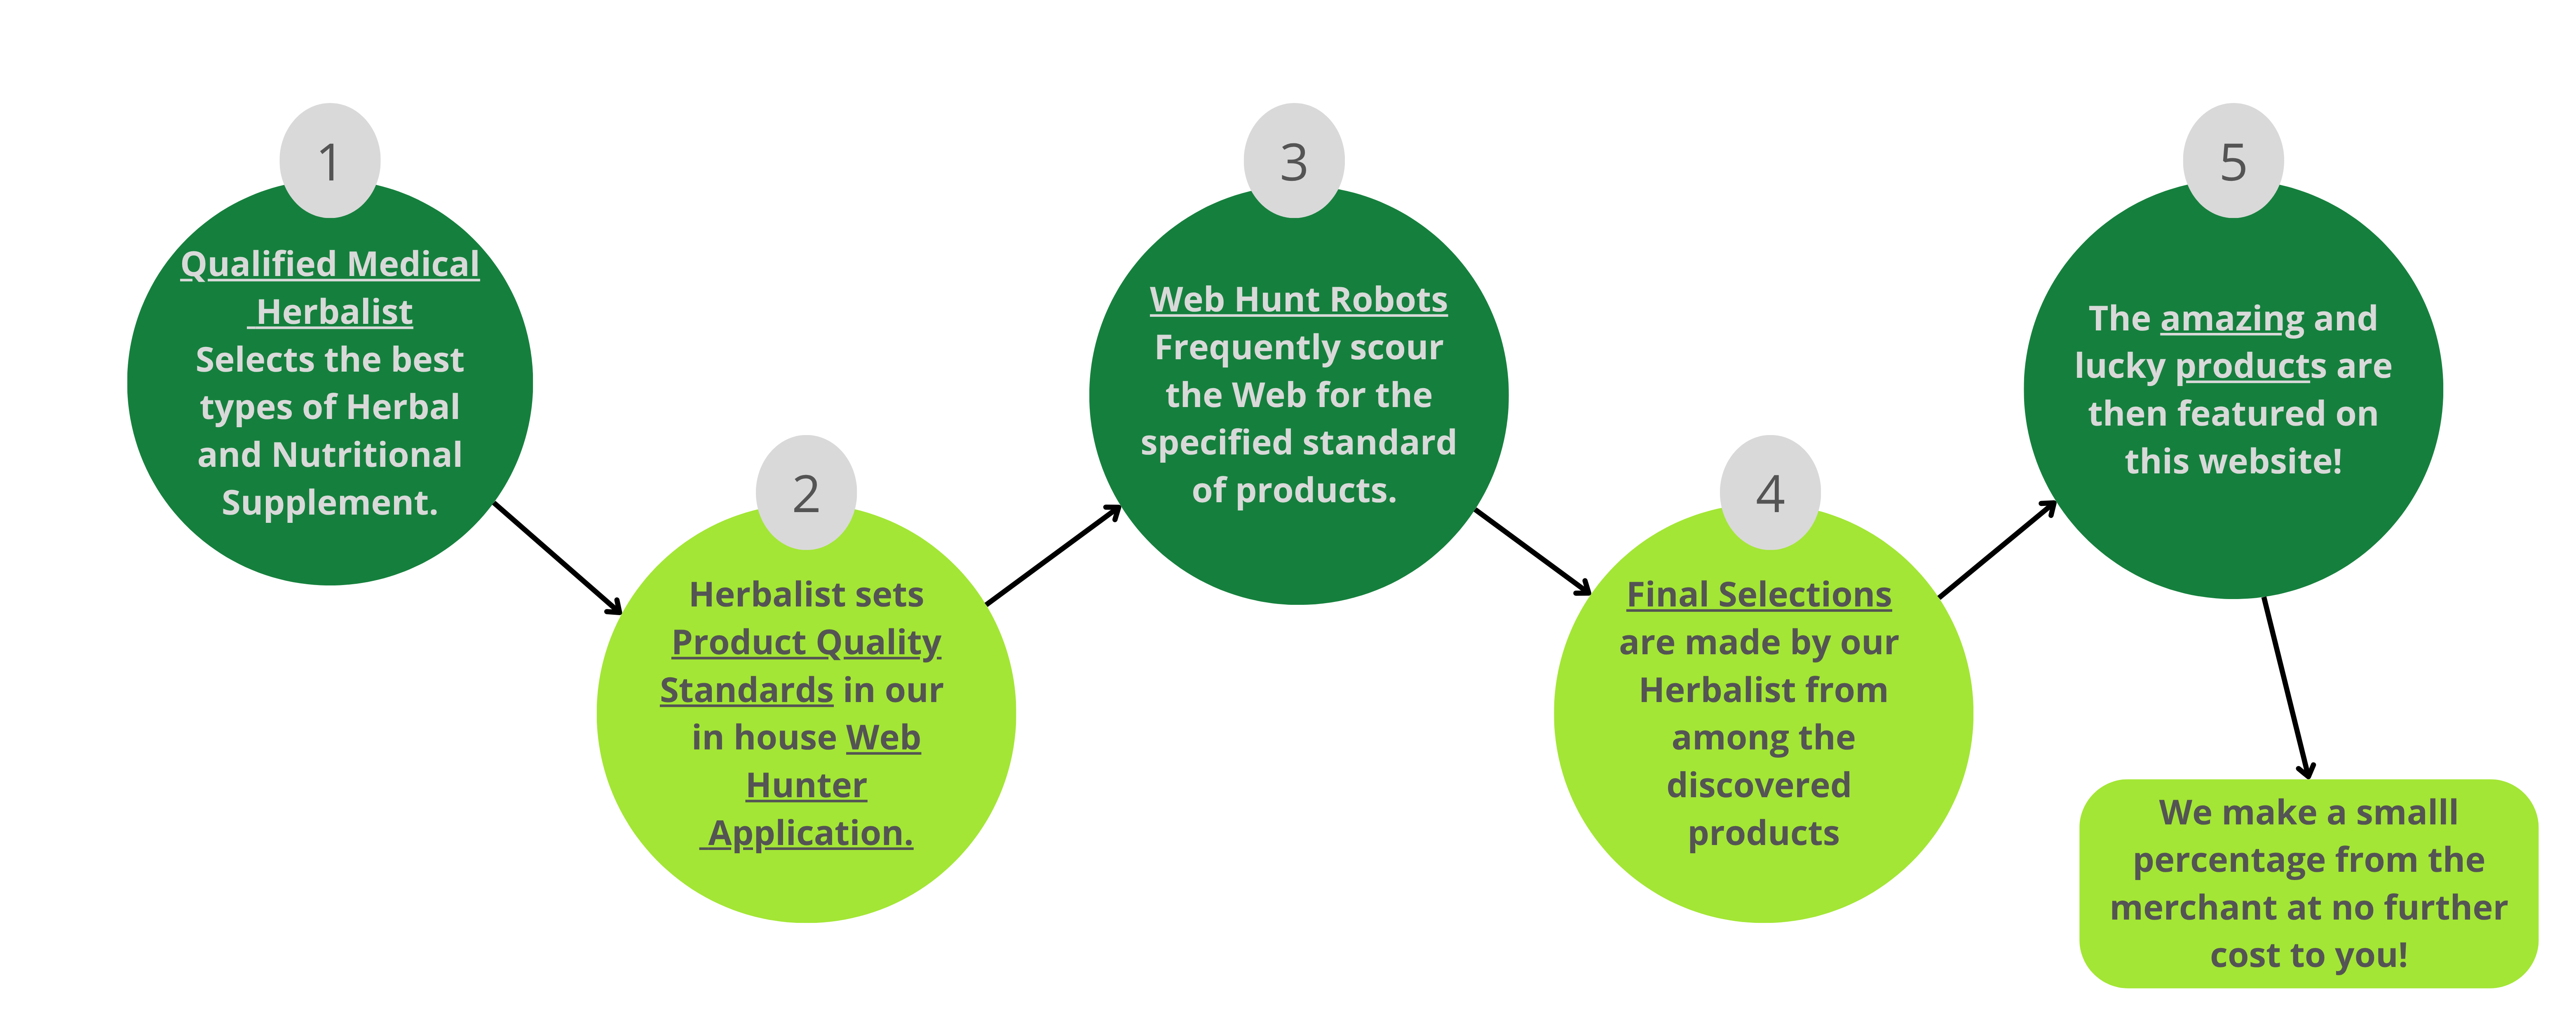 1
Qualified Medical
Herbalist
Selects the best
types of Herbal
and Nutritional
Supplement.
2
Herbalist sets
Product Quality
Standards in our
in house Web
Hunter
Application.
3
Web Hunt Robots
Frequently scour
the Web for the
specified standard
of products.
4
Final Selections
are made by our
Herbalist from
among the
discovered
products
5
The amazing and
lucky products are
then featured on
this website!
We make a smalll
percentage from the
merchant at no further
cost to you!